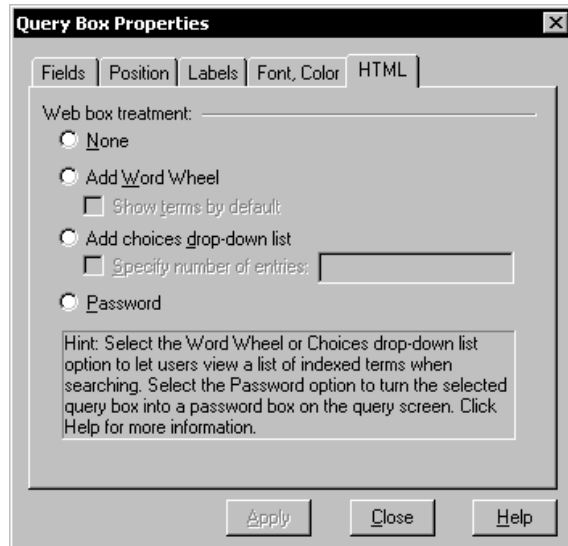 Query Box Properties
Fields Position Labels Font, Color HTML
Web box treatment:
None
Add Word Wheel
Show terms by default
Add choices drop-down list
Specify number of entries:
Password
Hint: Select the Word Wheel or Choices drop-down list
option to let users view a list of indexed terms when
searching. Select the Password option to turn the selected
query box into a password box on the query screen. Click
Help for more information.
Apply Close Help